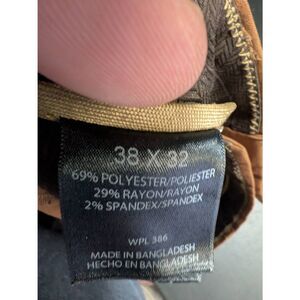 38 X 32
69% POLYESTER/POLIESTER
29% RAYON/RAYON
2% SPANDEX/SPANDEX
WPL 386
MADE IN BANGLADESH
HECHO EN BANGLADESH